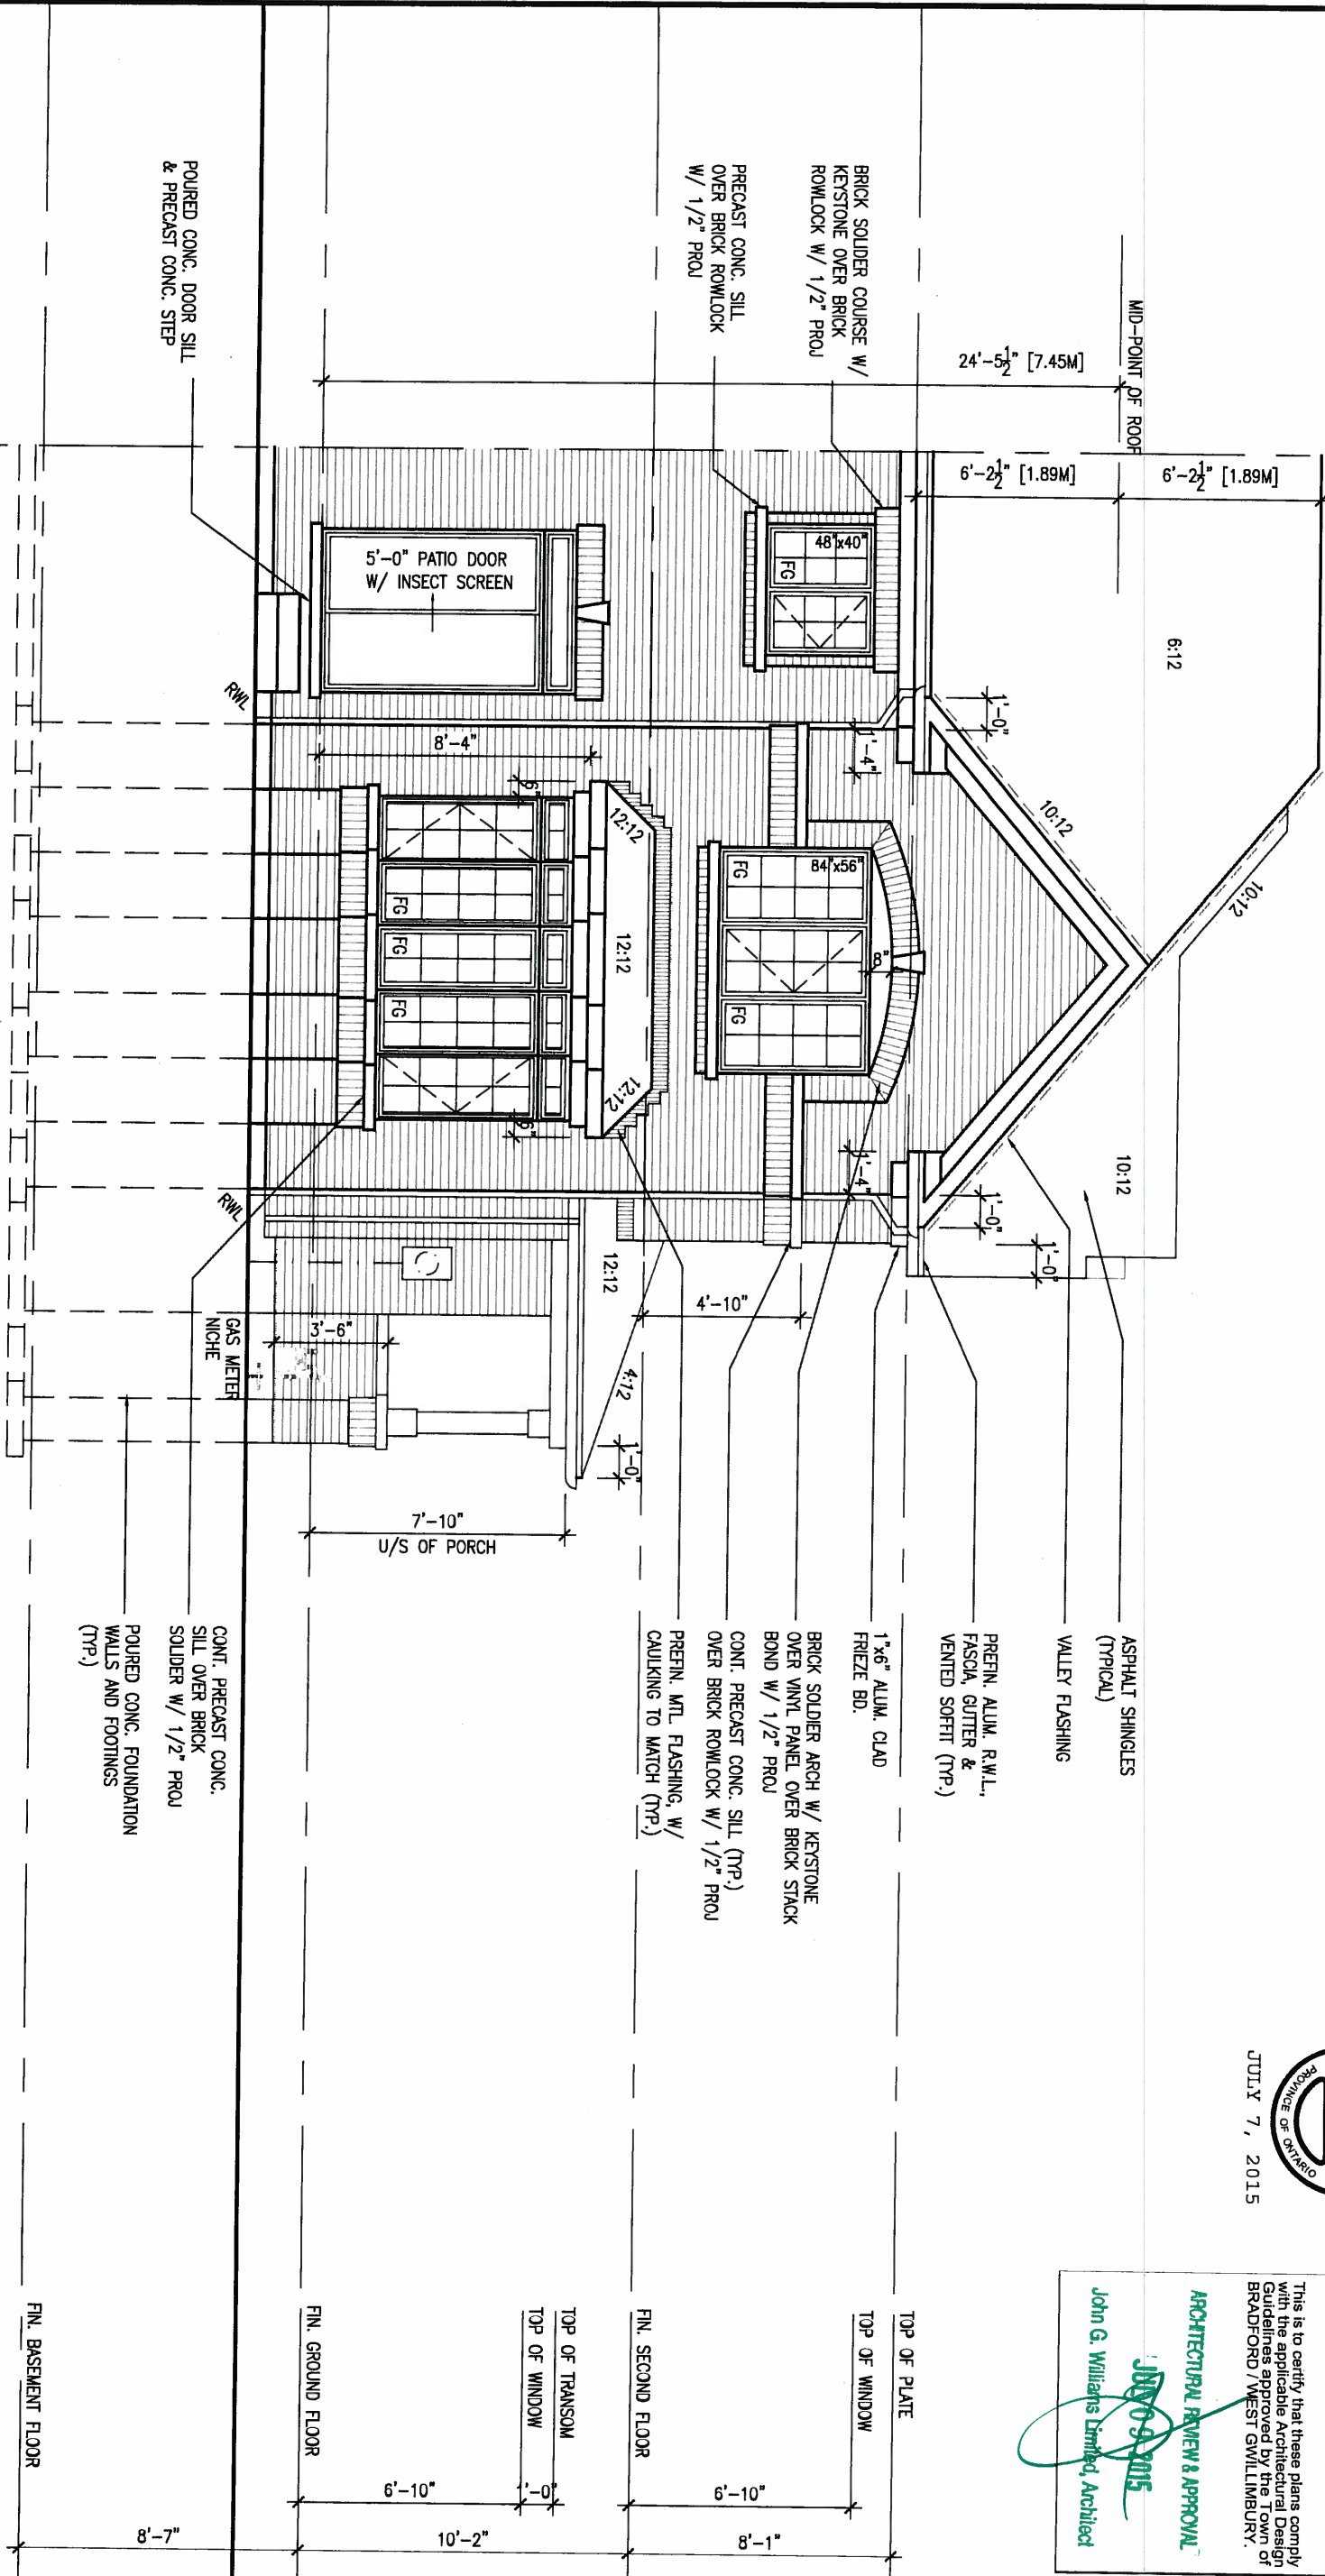 PROVINCE OF ONTARIO
JULY 7, 2015
This is to certify that these plans comply
with the applicable Architectural Design
Guidelines approved by the Town of
BRADFORD / WEST GWILLIMBURY.
ARCHITECTURAL REVIEW & APPROVAL
JUL 09 2015
John G. Williams Limited, Architect
MID-POINT OF ROOF
6'-2½" [1.89M]
6'-2½" [1.89M]
24'-5½" [7.45M]
6:12
10:12
10:12
10:12
1'-0"
1'-0"
1'-0"
1'-4"
1'-4"
BRICK SOLIDER COURSE W/
KEYSTONE OVER BRICK
ROWLOCK W/ 1/2" PROJ
PRECAST CONC. SILL
OVER BRICK ROWLOCK
W/ 1/2" PROJ
POURED CONC. DOOR SILL
& PRECAST CONC. STEP
48"x40"
FG
84"x56"
FG
FG
8"
5'-0" PATIO DOOR
W/ INSECT SCREEN
8'-4"
6"
6"
12:12
12:12
12:12
12:12
4:12
FG
FG
FG
RWL
RWL
4'-10"
3'-6"
1'-0"
GAS METER
NICHE
7'-10"
U/S OF PORCH
ASPHALT SHINGLES
(TYPICAL)
VALLEY FLASHING
PREFIN. ALUM. R.W.L.,
FASCIA, GUTTER &
VENTED SOFFIT (TYP.)
1"x6" ALUM. CLAD
FRIEZE BD.
BRICK SOLDIER ARCH W/ KEYSTONE
OVER VINYL PANEL OVER BRICK STACK
BOND W/ 1/2" PROJ
CONT. PRECAST CONC. SILL (TYP.)
OVER BRICK ROWLOCK W/ 1/2" PROJ
PREFIN. MTL. FLASHING, W/
CAULKING TO MATCH (TYP.)
CONT. PRECAST CONC.
SILL OVER BRICK
SOLIDER W/ 1/2" PROJ
POURED CONC. FOUNDATION
WALLS AND FOOTINGS
(TYP.)
TOP OF PLATE
TOP OF WINDOW
FIN. SECOND FLOOR
TOP OF TRANSOM
TOP OF WINDOW
FIN. GROUND FLOOR
FIN. BASEMENT FLOOR
6'-10"
8'-1"
1'-0"
6'-10"
10'-2"
8'-7"